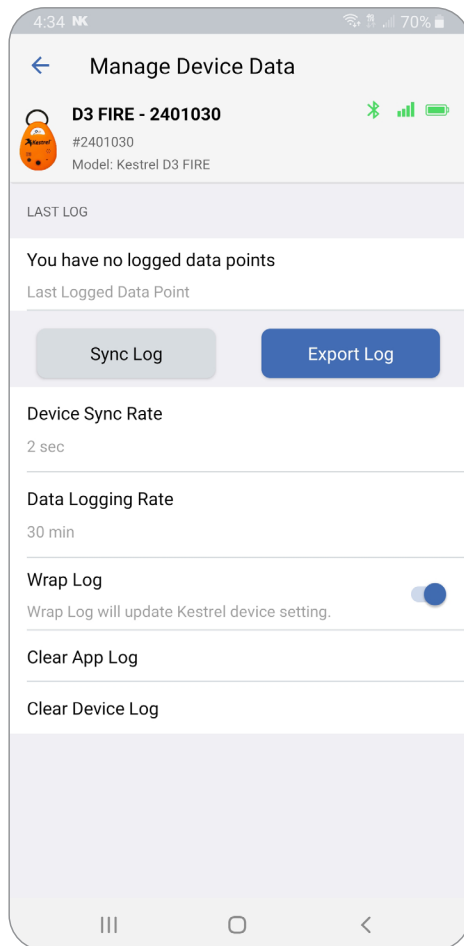 4:34 NK 70%
Manage Device Data
D3 FIRE - 2401030
#2401030
Model: Kestrel D3 FIRE
Kestrel
LAST LOG
You have no logged data points
Last Logged Data Point
Sync Log Export Log
Device Sync Rate
2 sec
Data Logging Rate
30 min
Wrap Log
Wrap Log will update Kestrel device setting.
Clear App Log
Clear Device Log